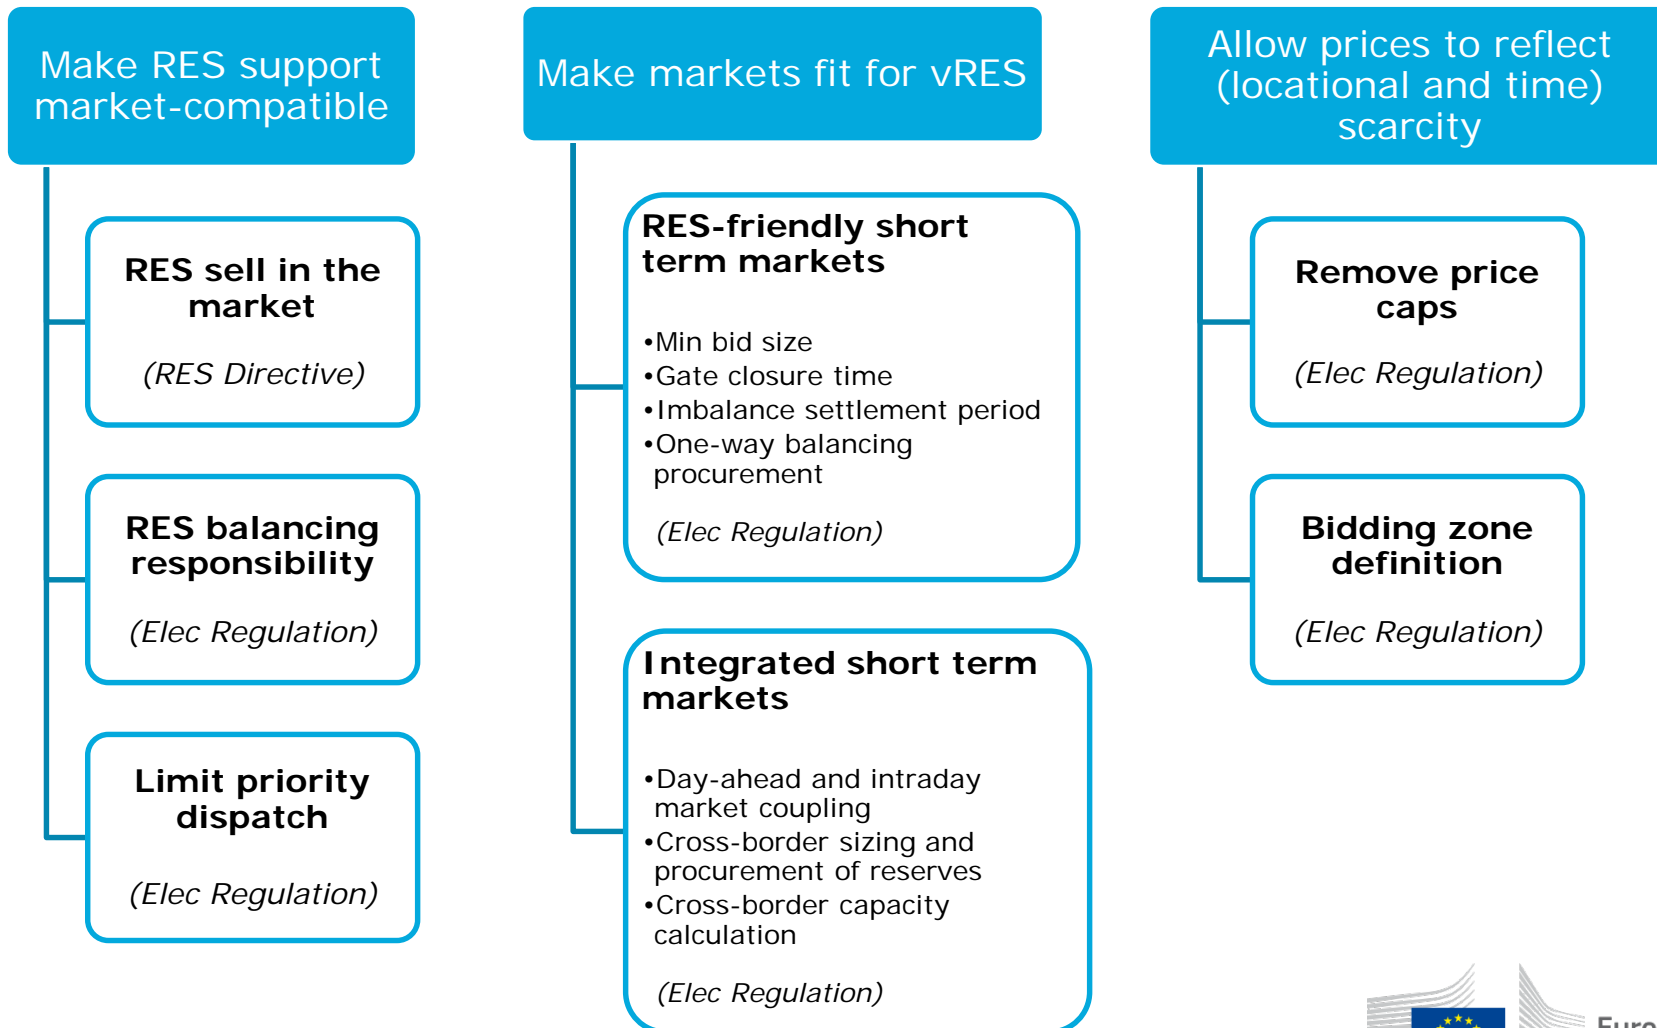 Make RES support
market-compatible
RES sell in the
market
(RES Directive)
RES balancing
responsibility
(Elec Regulation)
Limit priority
dispatch
(Elec Regulation)
Make markets fit for vRES
RES-friendly short
term markets
•Min bid size
•Gate closure time
•Imbalance settlement period
•One-way balancing
procurement
(Elec Regulation)
Integrated short term
markets
•Day-ahead and intraday
market coupling
•Cross-border sizing and
procurement of reserves
•Cross-border capacity
calculation
(Elec Regulation)
Allow prices to reflect
(locational and time)
scarcity
Remove price
caps
(Elec Regulation)
Bidding zone
definition
(Elec Regulation)